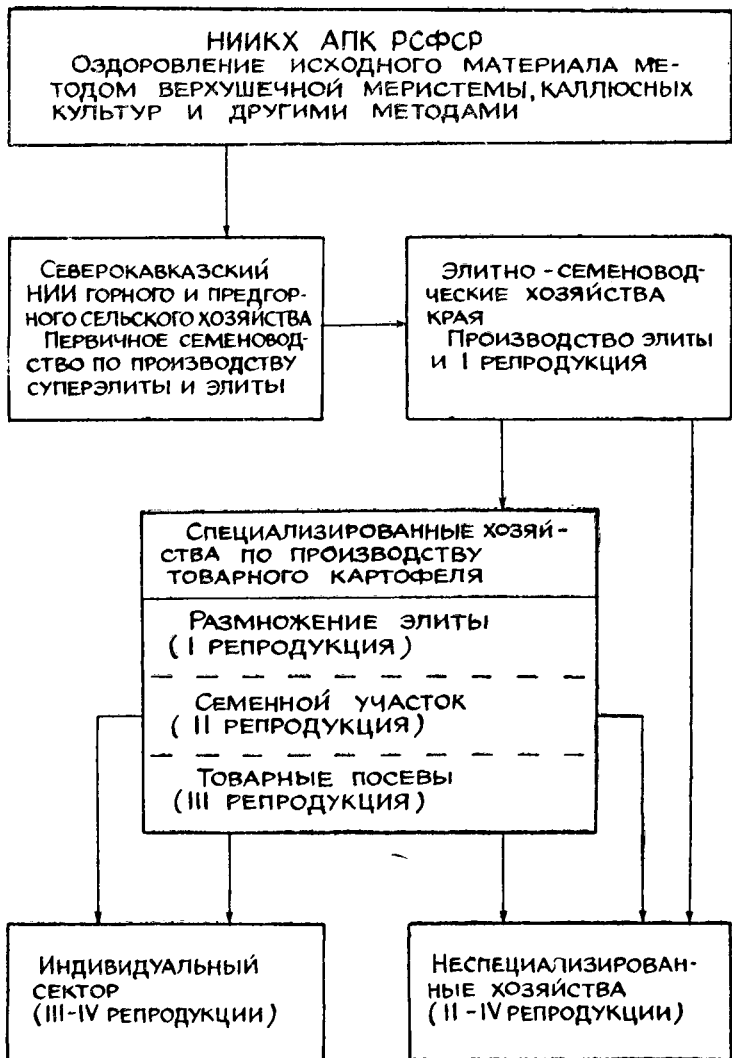 НИИКХ АПК РСФСР
Оздоровление исходного материала ме-
тодом верхушечной меристемы, каллюсных
культур и другими методами
Северокавказский
НИИ горного и предгор-
ного сельского хозяйства
Первичное семеновод-
ство по производству
суперэлиты и элиты
Элитно-семеновод-
ческие хозяйства
края
Производство элиты
и I репродукция
Специализированные хозяй-
ства по производству
товарного картофеля
Размножение элиты
(I репродукция)
Семенной участок
(II репродукция)
Товарные посевы
(III репродукция)
Индивидуальный
сектор
(III-IV репродукции)
Неспециализирован-
ные хозяйства
(II-IV репродукции)